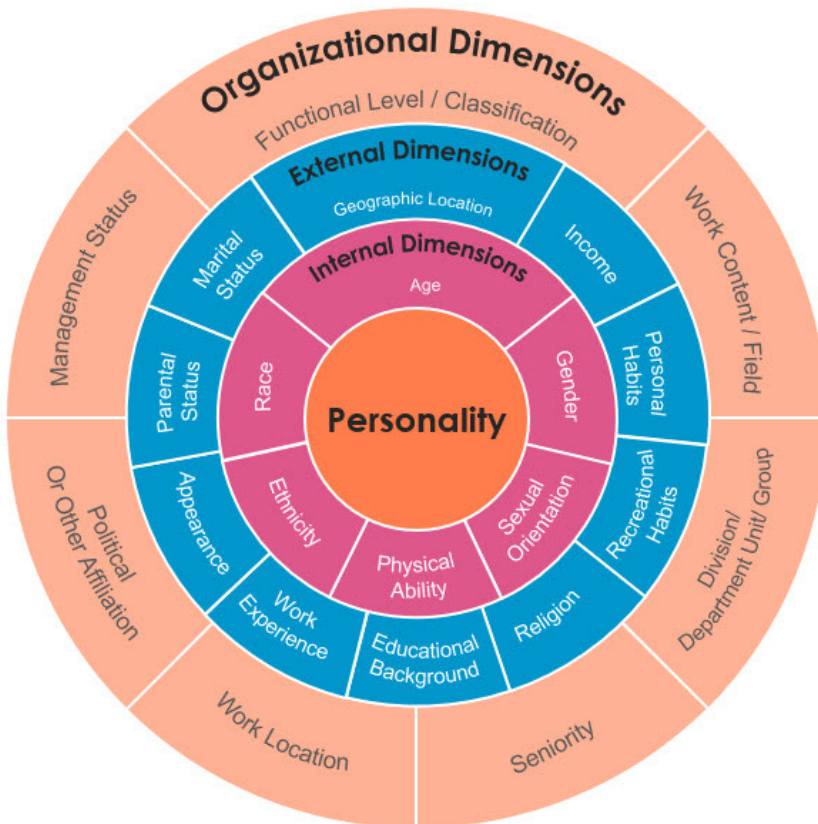 Organizational Dimensions
Functional Level / Classification
Work Content / Field
Division/
Department Unit/ Group
Seniority
Work Location
Political
Or Other Affiliation
Management Status
External Dimensions
Geographic Location
Income
Personal
Habits
Recreational
Habits
Religion
Educational
Background
Work
Experience
Appearance
Parental
Status
Marital
Status
Internal Dimensions
Age
Gender
Sexual
Orientation
Physical
Ability
Ethnicity
Race
Personality